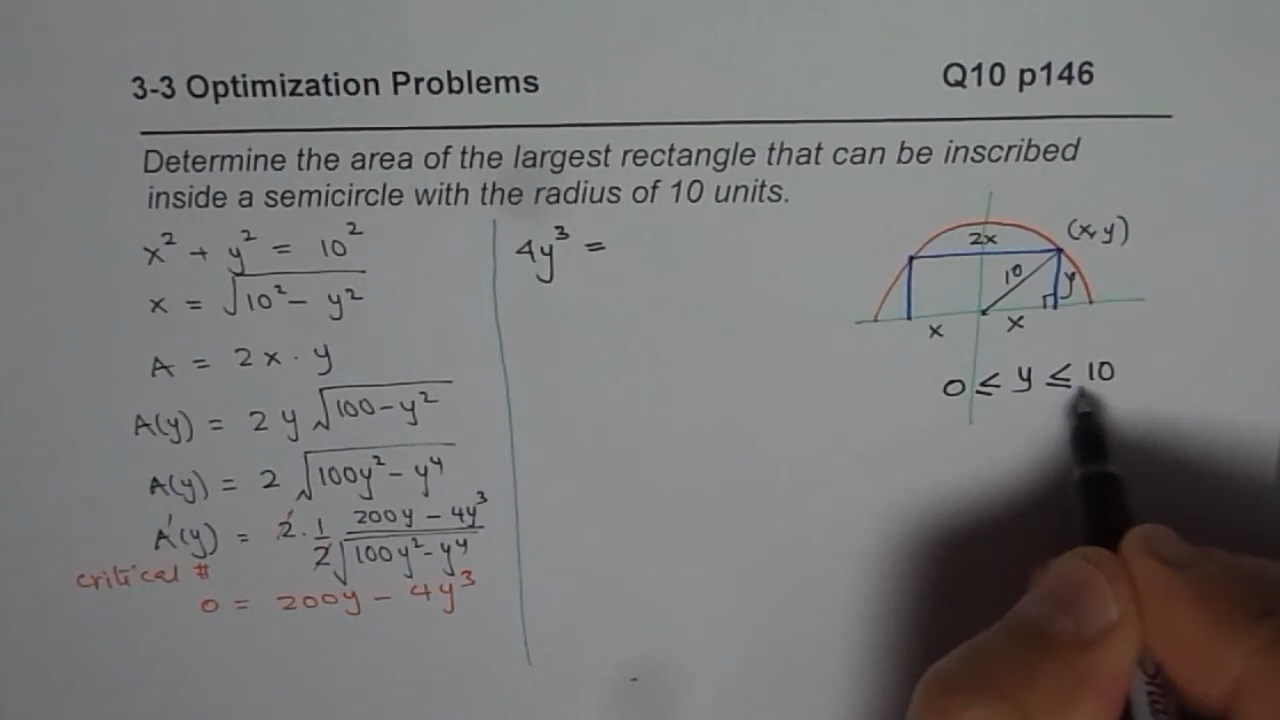 3-3 Optimization Problems
Q10 p146
Determine the area of the largest rectangle that can be inscribed
inside a semicircle with the radius of 10 units.
x² + y² = 10²
x = √(10² − y²)
A = 2x · y
A(y) = 2y √(100 − y²)
A(y) = 2 √(100y² − y⁴)
A'(y) = 2 · 1/2 (200y − 4y³)/√(100y² − y⁴)
critical #
0 = 200y − 4y³
4y³ =
(x, y)
2x
10
y
x
x
0 ≤ y ≤ 10